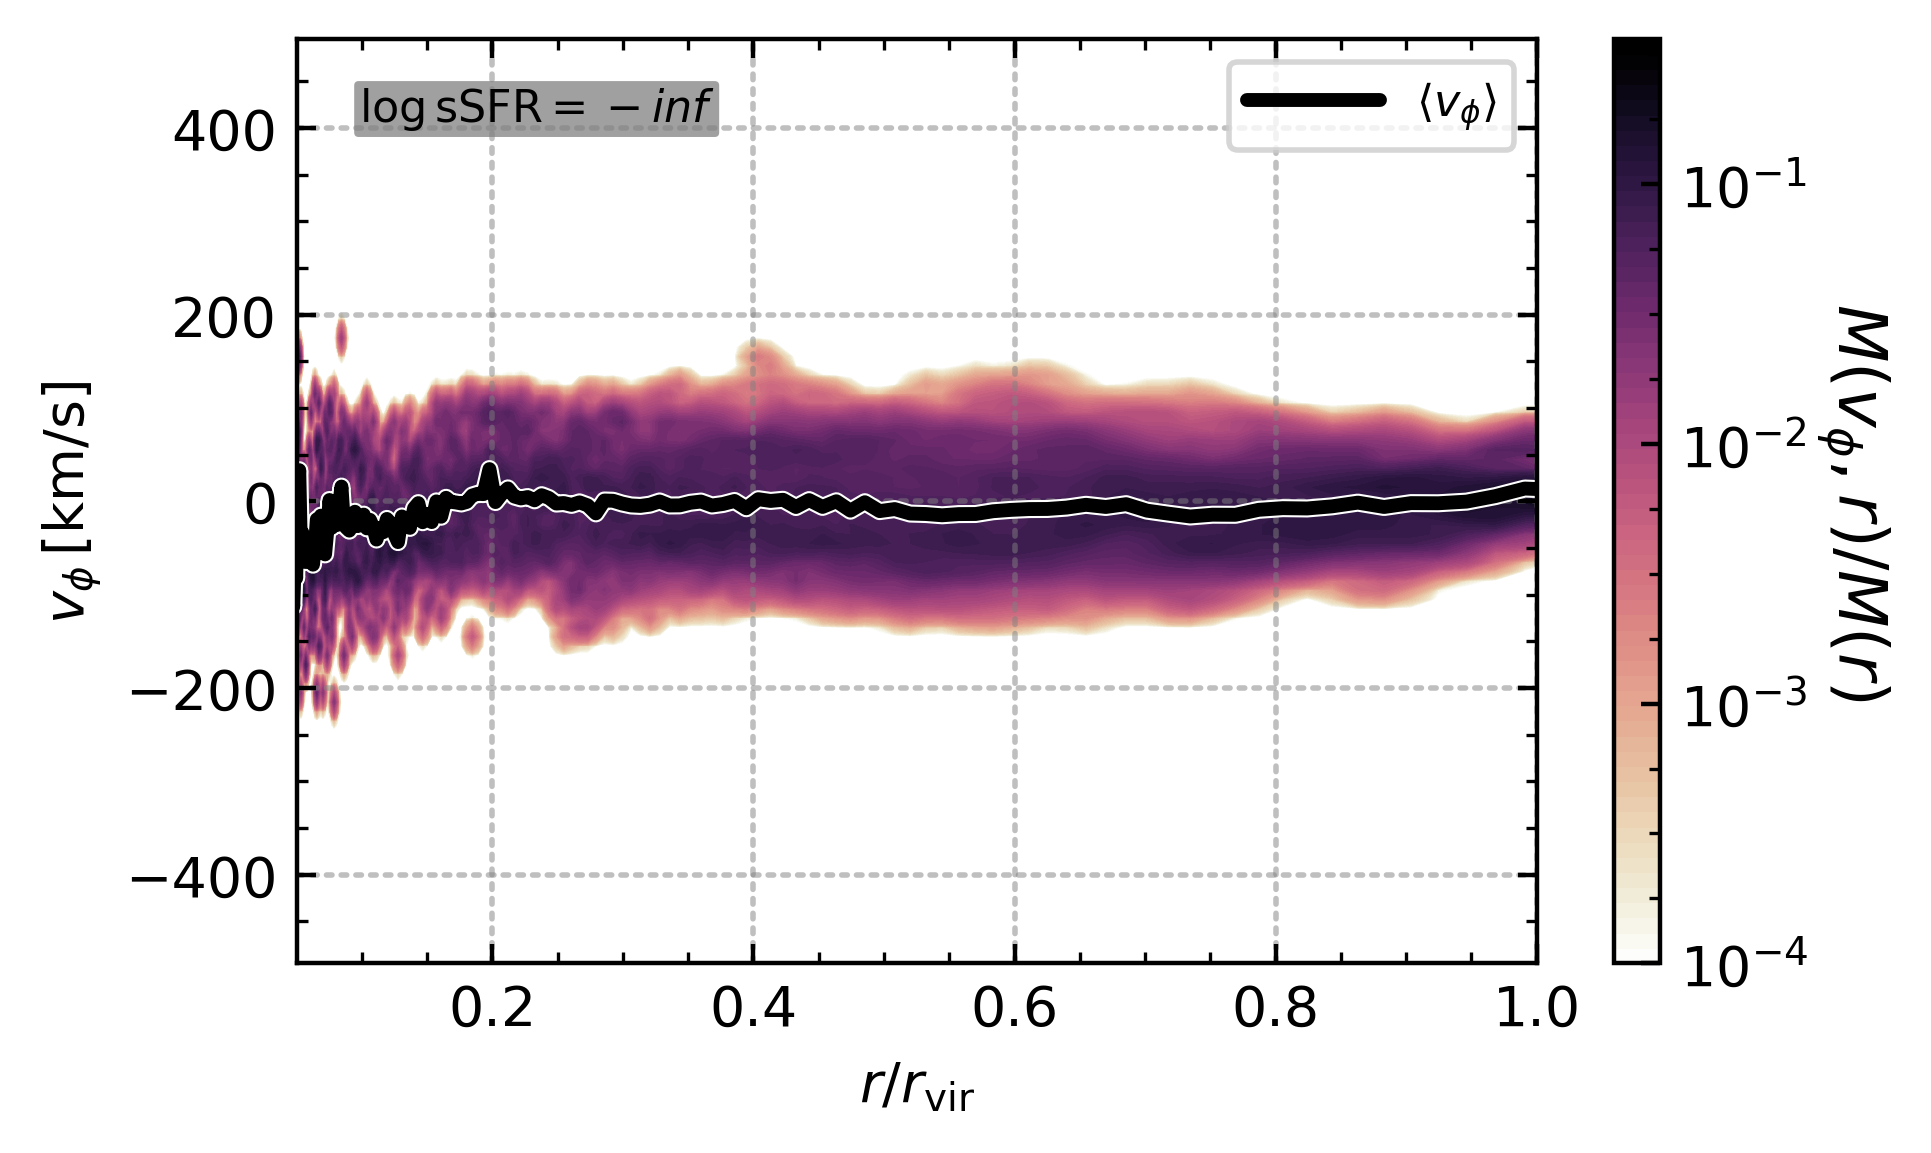 log sSFR = −inf
⟨v_ϕ⟩
400
200
0
−200
−400
v_ϕ [km/s]
0.2
0.4
0.6
0.8
1.0
r/r_vir
10⁻¹
10⁻²
10⁻³
10⁻⁴
M(v_ϕ, r)/M(r)